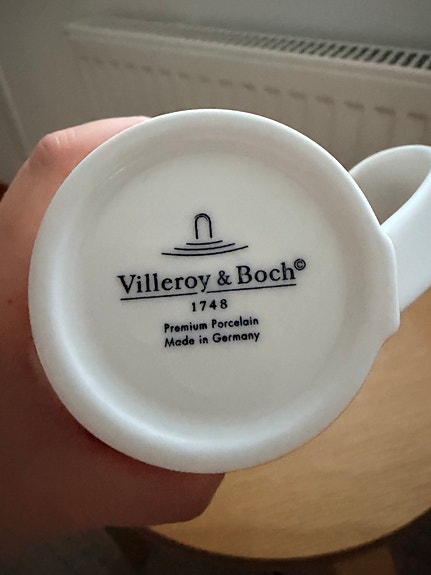 Villeroy & Boch©
1748
Premium Porcelain
Made in Germany